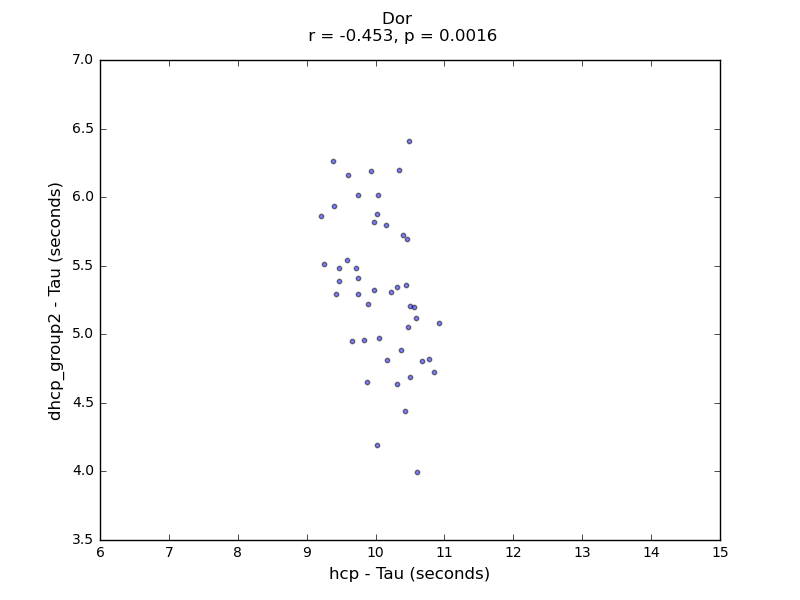 Dor
r = -0.453, p = 0.0016
7.0
6.5
6.0
5.5
5.0
4.5
4.0
3.5
dhcp_group2 - Tau (seconds)
6 7 8 9 10 11 12 13 14 15
hcp - Tau (seconds)